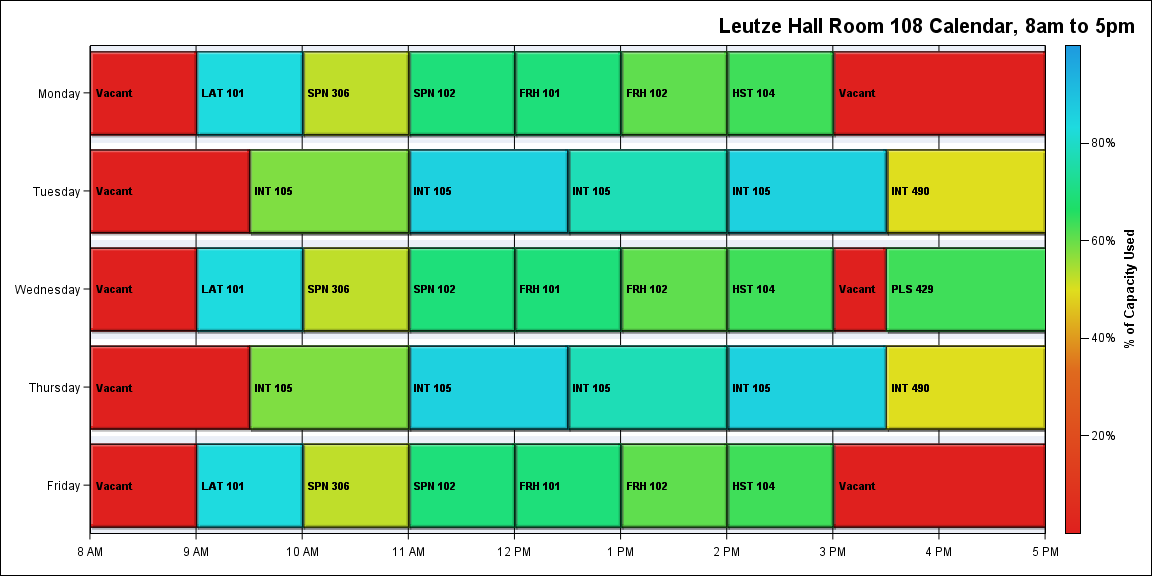 Leutze Hall Room 108 Calendar, 8am to 5pm
Monday
Vacant
LAT 101
SPN 306
SPN 102
FRH 101
FRH 102
HST 104
Vacant
Tuesday
Vacant
INT 105
INT 105
INT 105
INT 105
INT 490
Wednesday
Vacant
LAT 101
SPN 306
SPN 102
FRH 101
FRH 102
HST 104
Vacant
PLS 429
Thursday
Vacant
INT 105
INT 105
INT 105
INT 105
INT 490
Friday
Vacant
LAT 101
SPN 306
SPN 102
FRH 101
FRH 102
HST 104
Vacant
8 AM
9 AM
10 AM
11 AM
12 PM
1 PM
2 PM
3 PM
4 PM
5 PM
80%
60%
40%
20%
% of Capacity Used